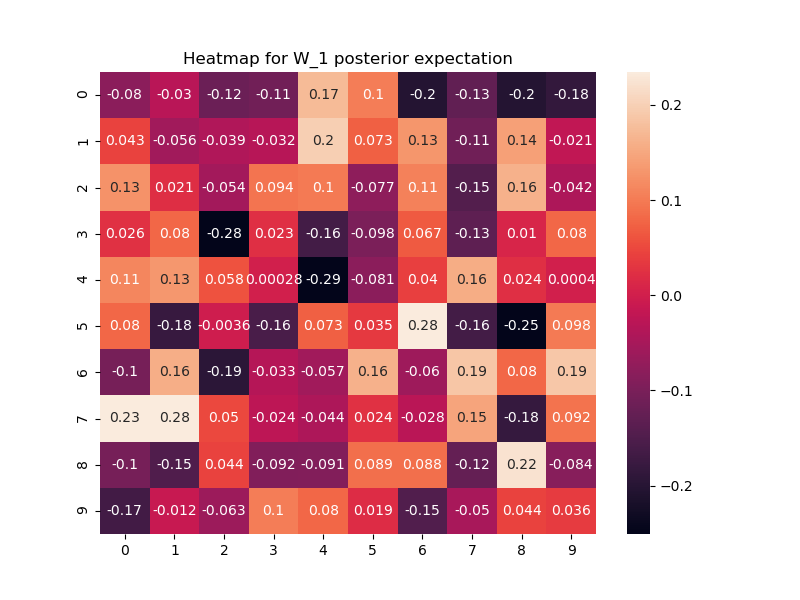 Heatmap for W_1 posterior expectation
0 -0.08 -0.03 -0.12 -0.11 0.17 0.1 -0.2 -0.13 -0.2 -0.18
1 0.043 -0.056 -0.039 -0.032 0.2 0.073 0.13 -0.11 0.14 -0.021
2 0.13 0.021 -0.054 0.094 0.1 -0.077 0.11 -0.15 0.16 -0.042
3 0.026 0.08 -0.28 0.023 -0.16 -0.098 0.067 -0.13 0.01 0.08
4 0.11 0.13 0.058 0.00028 -0.29 -0.081 0.04 0.16 0.024 0.0004
5 0.08 -0.18 -0.0036 -0.16 0.073 0.035 0.28 -0.16 -0.25 0.098
6 -0.1 0.16 -0.19 -0.033 -0.057 0.16 -0.06 0.19 0.08 0.19
7 0.23 0.28 0.05 -0.024 -0.044 0.024 -0.028 0.15 -0.18 0.092
8 -0.1 -0.15 0.044 -0.092 -0.091 0.089 0.088 -0.12 0.22 -0.084
9 -0.17 -0.012 -0.063 0.1 0.08 0.019 -0.15 -0.05 0.044 0.036
0 1 2 3 4 5 6 7 8 9
0.2
0.1
0.0
−0.1
−0.2